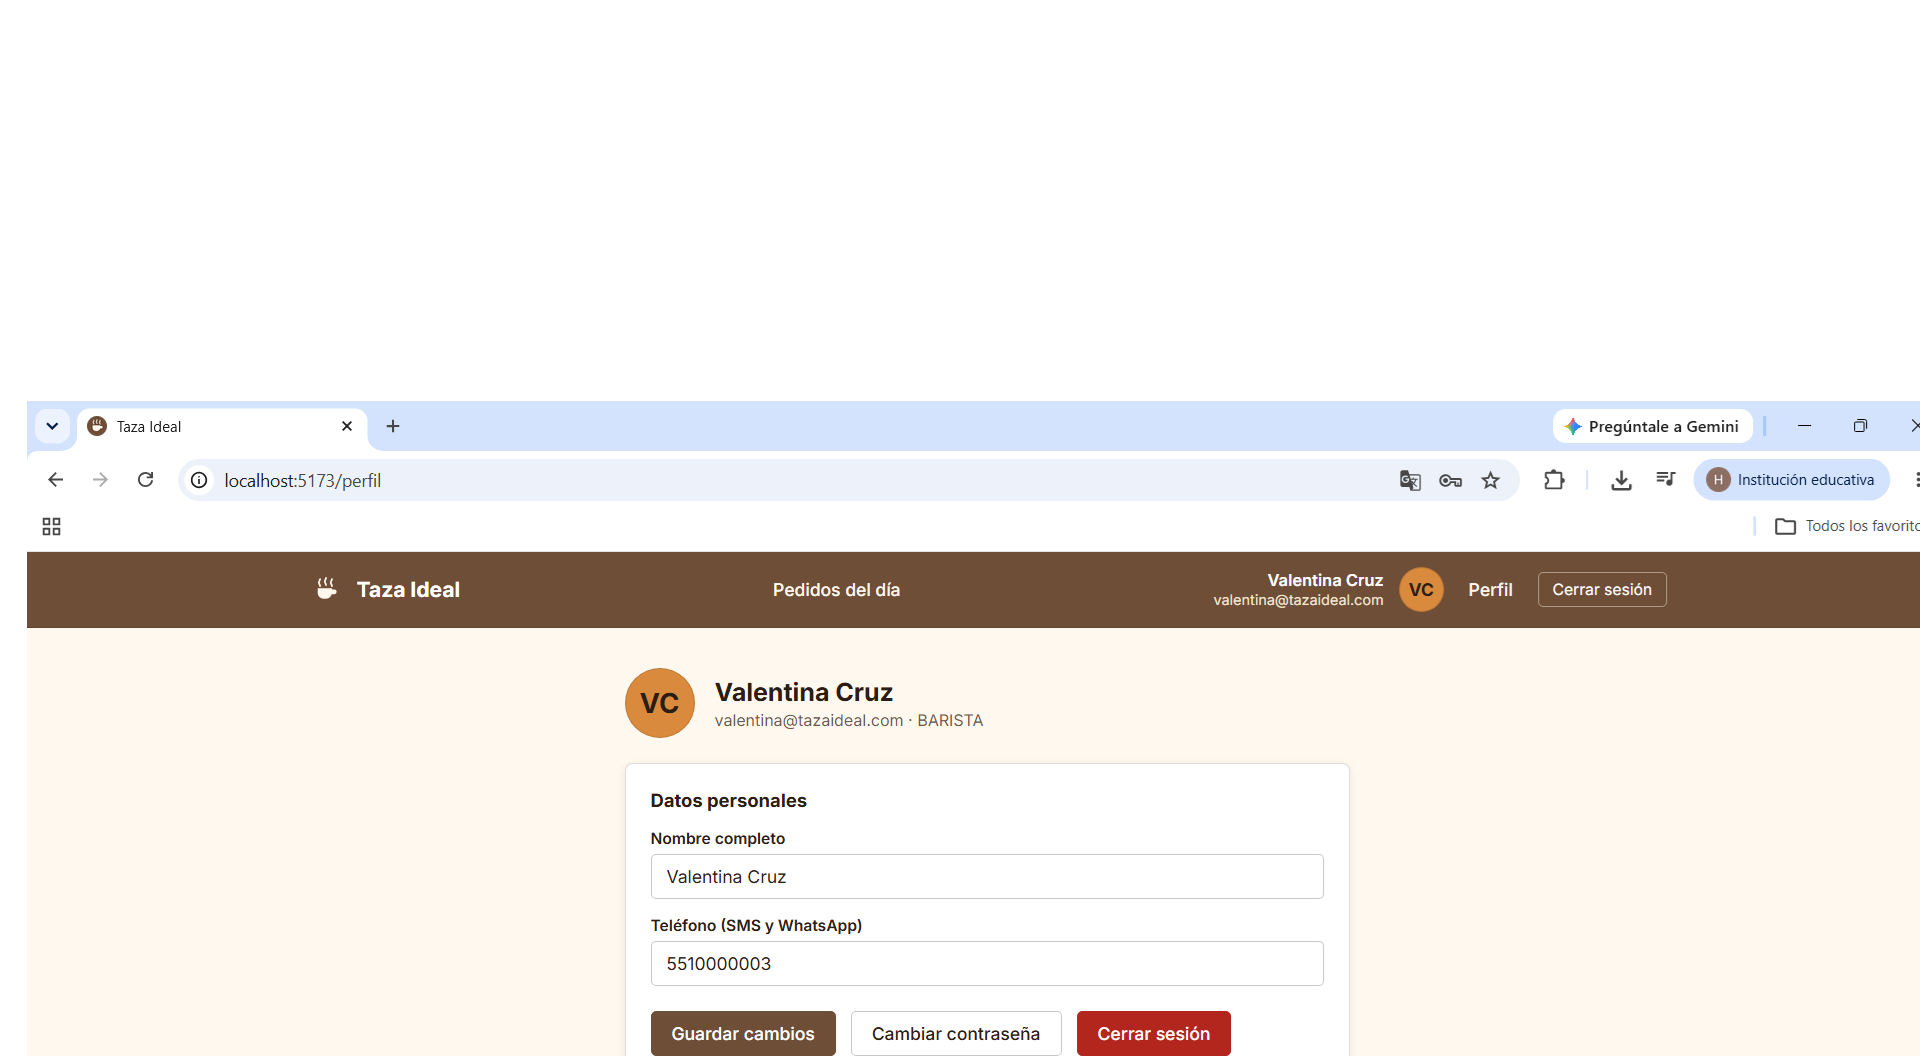 Taza Ideal
Pregúntale a Gemini
localhost:5173/perfil
H Institución educativa
Todos los favorito
Taza Ideal
Pedidos del día
Valentina Cruz
valentina@tazaideal.com
VC
Perfil
Cerrar sesión
VC
Valentina Cruz
valentina@tazaideal.com · BARISTA
Datos personales
Nombre completo
Valentina Cruz
Teléfono (SMS y WhatsApp)
5510000003
Guardar cambios
Cambiar contraseña
Cerrar sesión